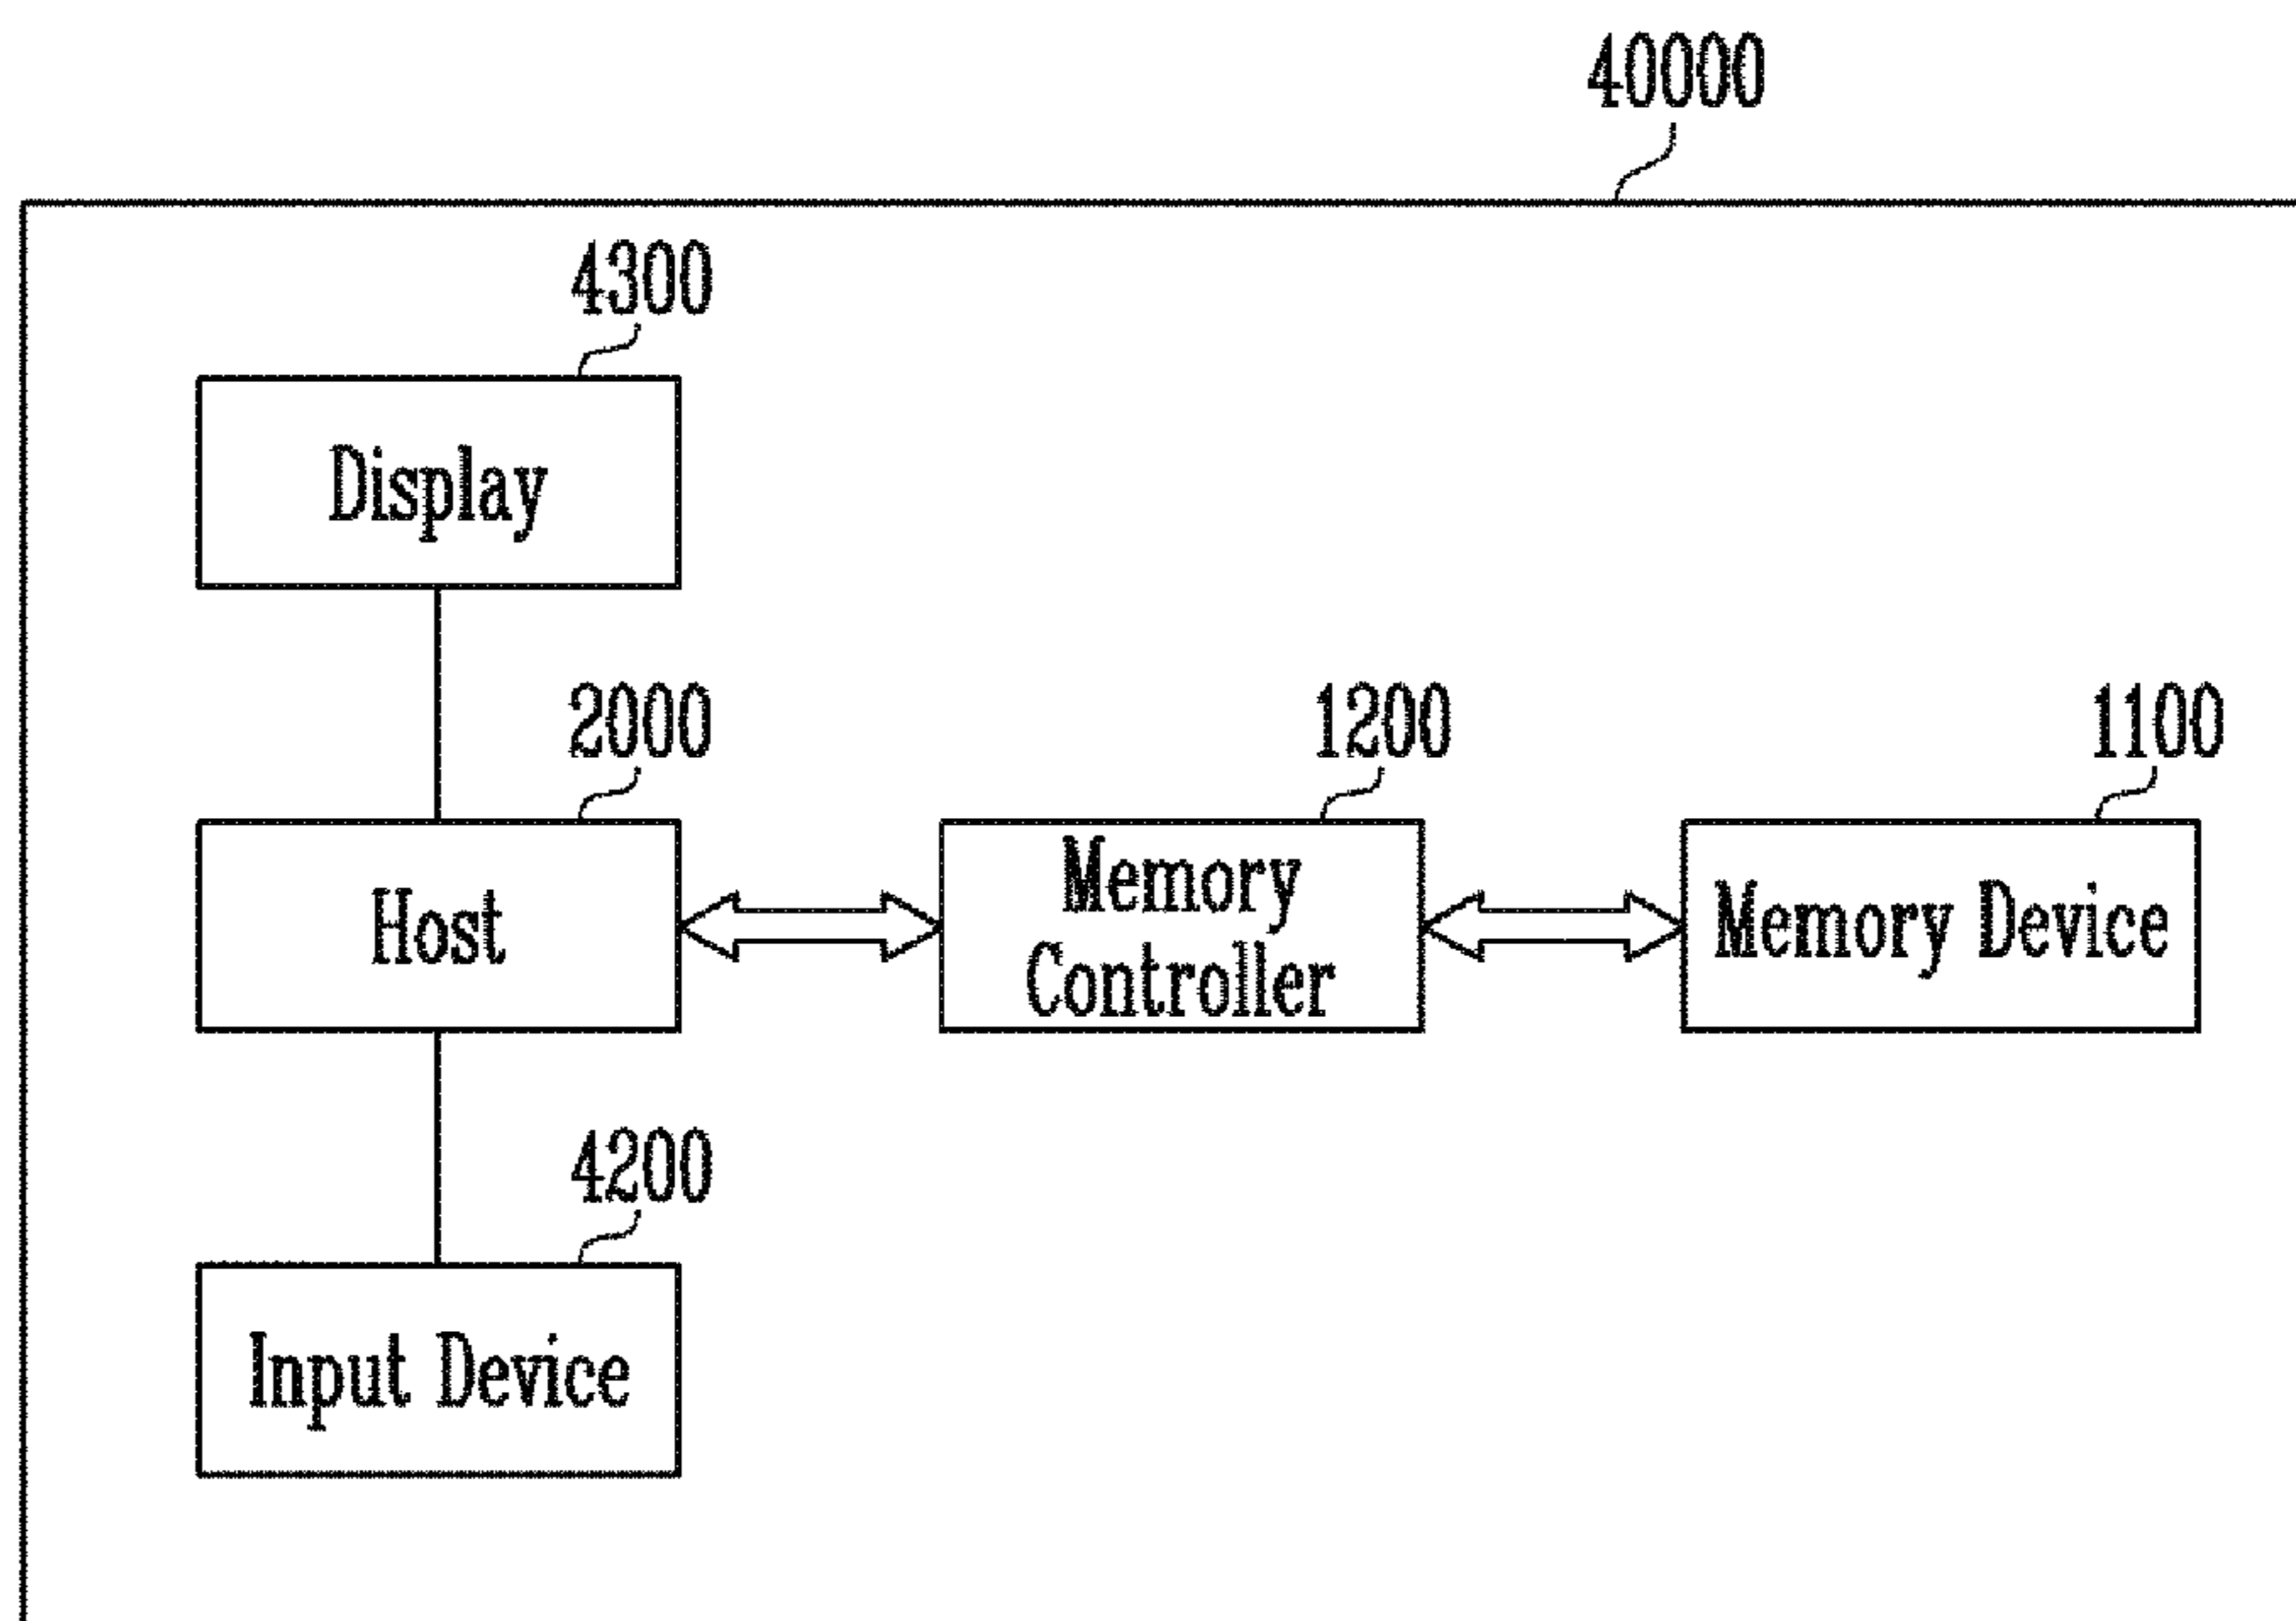 40000
4300
Display
2000
1200
1100
Host
Memory
Controller
Memory Device
4200
Input Device